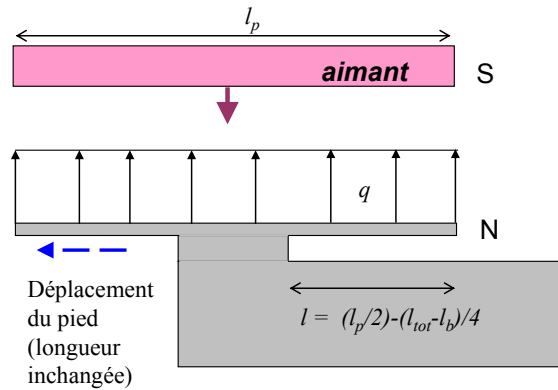 l_p
aimant
S
q
N
Déplacement
du pied
(longueur
inchangée)
l = (l_p/2)-(l_tot-l_b)/4